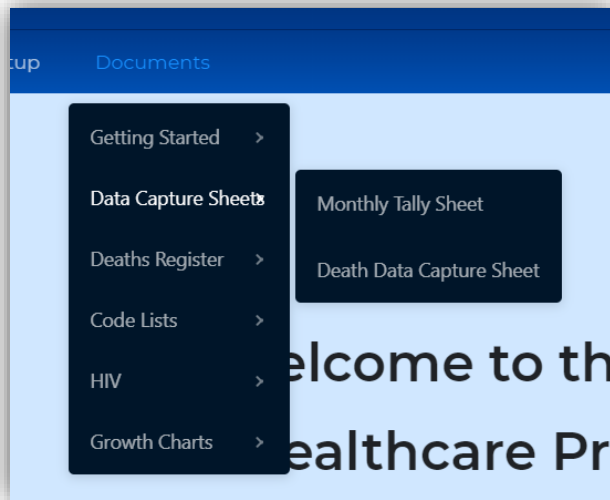 tup
Documents
Getting Started
Data Capture Sheets
Monthly Tally Sheet
Deaths Register
Death Data Capture Sheet
Code Lists
HIV
Growth Charts
elcome to th
ealthcare Pr